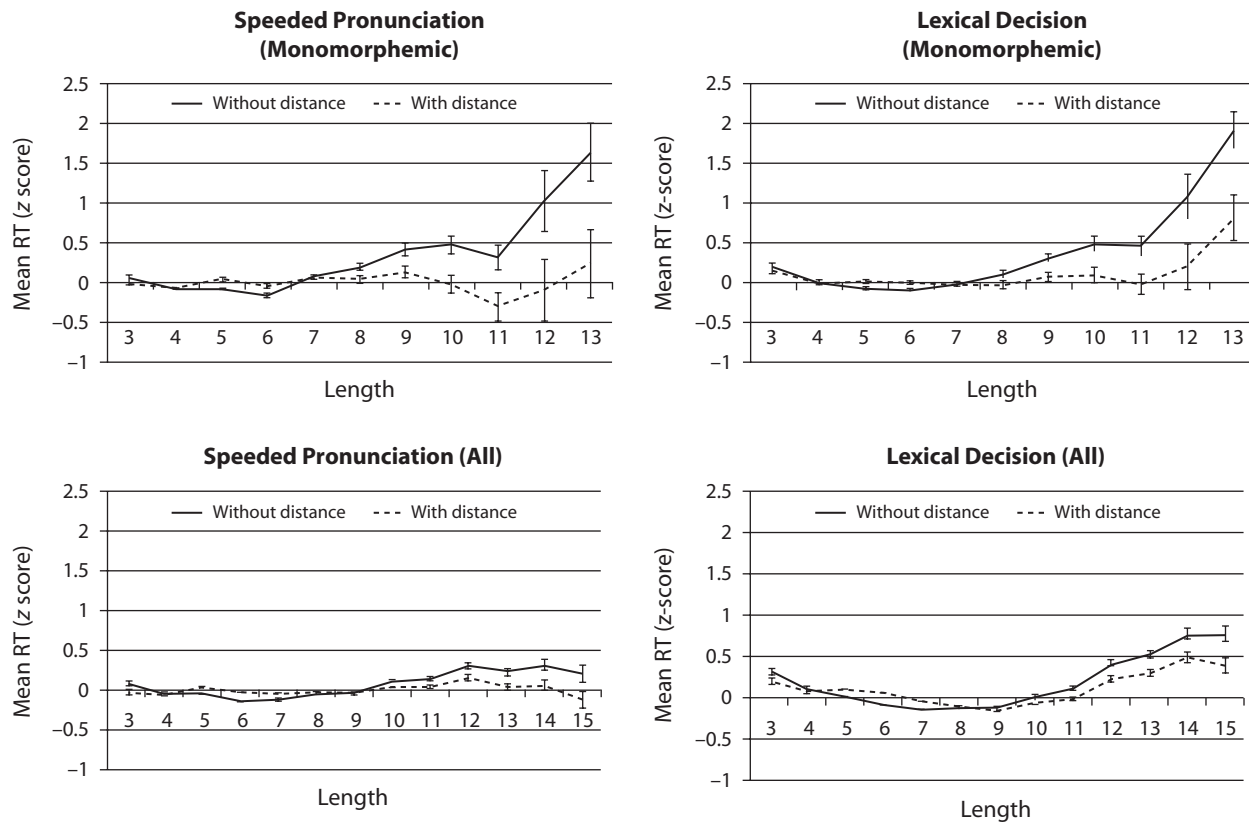 Speeded Pronunciation
(Monomorphemic)
2.5
2
1.5
1
0.5
0
–0.5
–1
Mean RT (z score)
Without distance
With distance
3 4 5 6 7 8 9 10 11 12 13
Length
Lexical Decision
(Monomorphemic)
2.5
2
1.5
1
0.5
0
–0.5
–1
Mean RT (z-score)
Without distance
With distance
3 4 5 6 7 8 9 10 11 12 13
Length
Speeded Pronunciation (All)
2.5
2
1.5
1
0.5
0
–0.5
–1
Mean RT (z score)
Without distance
With distance
3 4 5 6 7 8 9 10 11 12 13 14 15
Length
Lexical Decision (All)
2.5
2
1.5
1
0.5
0
–0.5
–1
Mean RT (z-score)
Without distance
With distance
3 4 5 6 7 8 9 10 11 12 13 14 15
Length